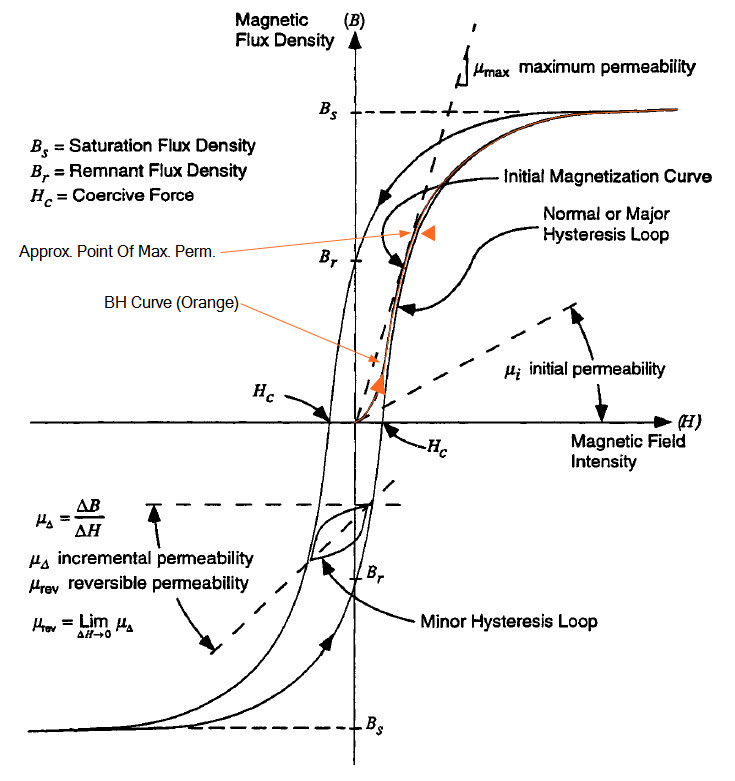 Magnetic
Flux Density
(B)
μmax maximum permeability
Bs
Bs = Saturation Flux Density
Br = Remnant Flux Density
Hc = Coercive Force
Initial Magnetization Curve
Normal or Major
Hysteresis Loop
Approx. Point Of Max. Perm.
Br
BH Curve (Orange)
μi initial permeability
Hc
(H)
Magnetic Field
Intensity
Hc
μΔ = ΔB/ΔH
μΔ incremental permeability
μrev reversible permeability
μrev = Lim μΔ
ΔH→0
Br
Minor Hysteresis Loop
Bs